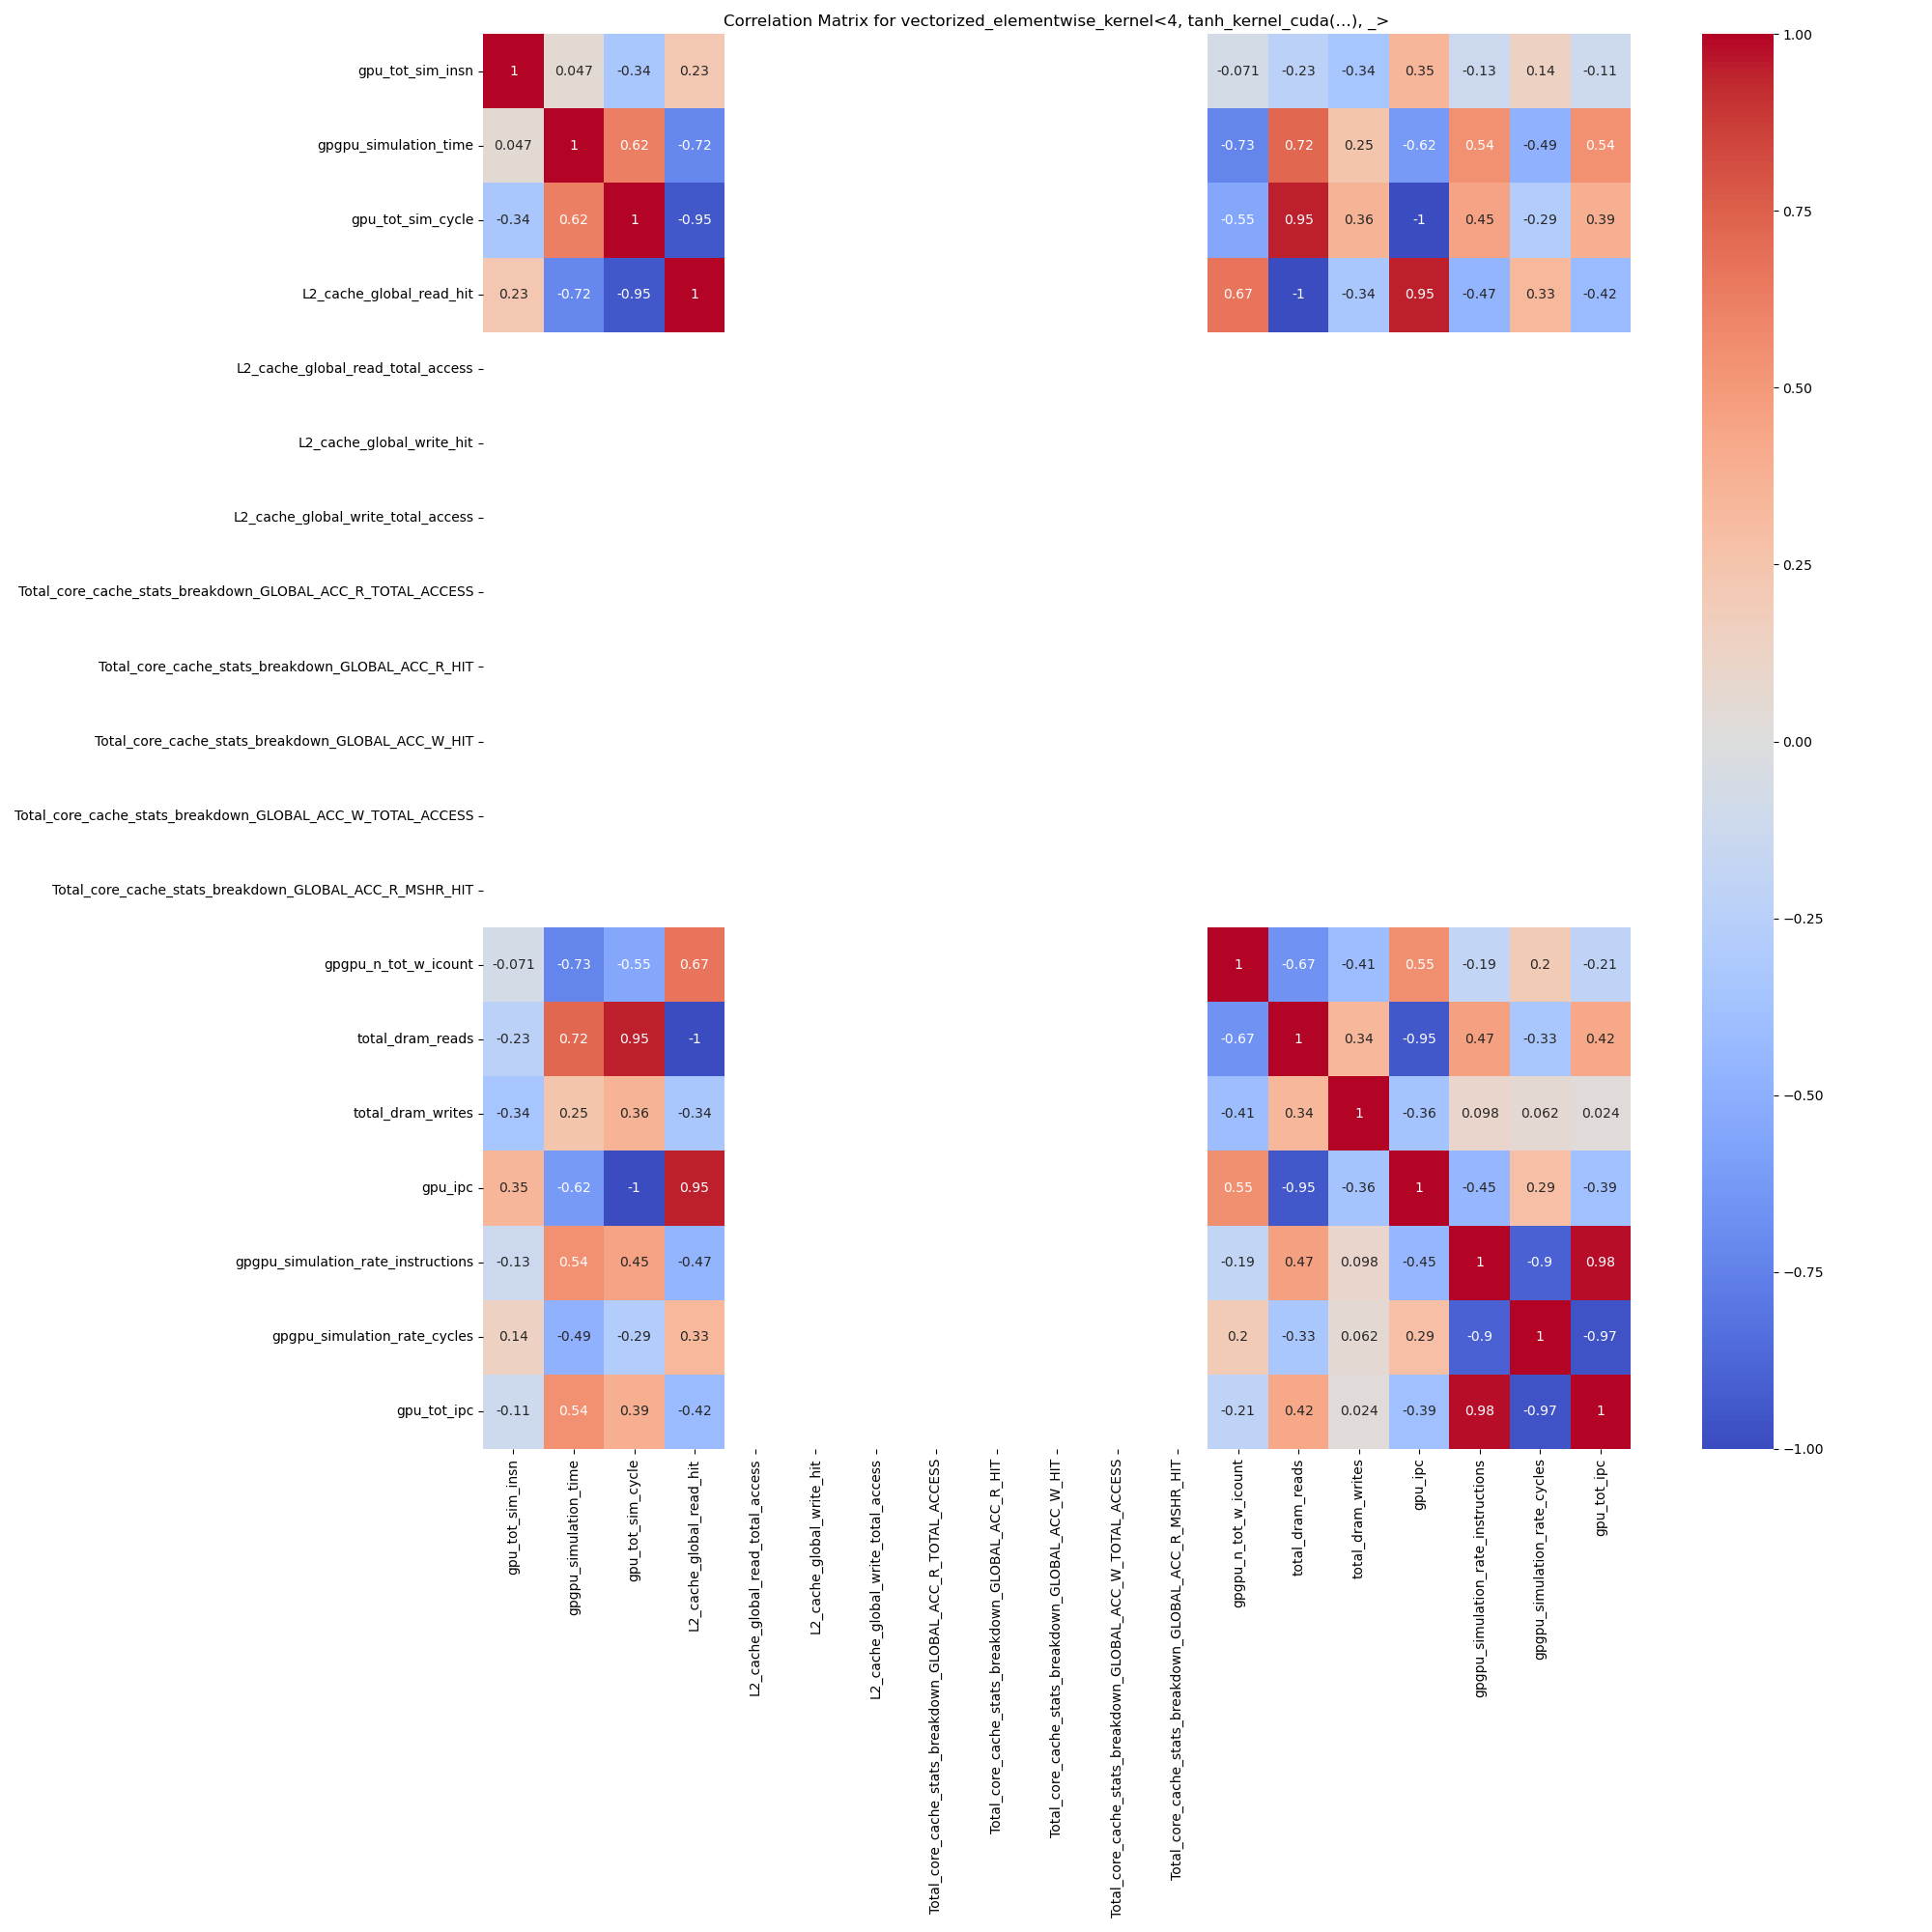 Correlation Matrix for vectorized_elementwise_kernel<4, tanh_kernel_cuda(...), _>
gpu_tot_sim_insn 1 0.047 -0.34 0.23 -0.071 -0.23 -0.34 0.35 -0.13 0.14 -0.11
gpgpu_simulation_time 0.047 1 0.62 -0.72 -0.73 0.72 0.25 -0.62 0.54 -0.49 0.54
gpu_tot_sim_cycle -0.34 0.62 1 -0.95 -0.55 0.95 0.36 -1 0.45 -0.29 0.39
L2_cache_global_read_hit 0.23 -0.72 -0.95 1 0.67 -1 -0.34 0.95 -0.47 0.33 -0.42
L2_cache_global_read_total_access
L2_cache_global_write_hit
L2_cache_global_write_total_access
Total_core_cache_stats_breakdown_GLOBAL_ACC_R_TOTAL_ACCESS
Total_core_cache_stats_breakdown_GLOBAL_ACC_R_HIT
Total_core_cache_stats_breakdown_GLOBAL_ACC_W_HIT
Total_core_cache_stats_breakdown_GLOBAL_ACC_W_TOTAL_ACCESS
Total_core_cache_stats_breakdown_GLOBAL_ACC_R_MSHR_HIT
gpgpu_n_tot_w_icount -0.071 -0.73 -0.55 0.67 1 -0.67 -0.41 0.55 -0.19 0.2 -0.21
total_dram_reads -0.23 0.72 0.95 -1 -0.67 1 0.34 -0.95 0.47 -0.33 0.42
total_dram_writes -0.34 0.25 0.36 -0.34 -0.41 0.34 1 -0.36 0.098 0.062 0.024
gpu_ipc 0.35 -0.62 -1 0.95 0.55 -0.95 -0.36 1 -0.45 0.29 -0.39
gpgpu_simulation_rate_instructions -0.13 0.54 0.45 -0.47 -0.19 0.47 0.098 -0.45 1 -0.9 0.98
gpgpu_simulation_rate_cycles 0.14 -0.49 -0.29 0.33 0.2 -0.33 0.062 0.29 -0.9 1 -0.97
gpu_tot_ipc -0.11 0.54 0.39 -0.42 -0.21 0.42 0.024 -0.39 0.98 -0.97 1
gpu_tot_sim_insn
gpgpu_simulation_time
gpu_tot_sim_cycle
L2_cache_global_read_hit
L2_cache_global_read_total_access
L2_cache_global_write_hit
L2_cache_global_write_total_access
Total_core_cache_stats_breakdown_GLOBAL_ACC_R_TOTAL_ACCESS
Total_core_cache_stats_breakdown_GLOBAL_ACC_R_HIT
Total_core_cache_stats_breakdown_GLOBAL_ACC_W_HIT
Total_core_cache_stats_breakdown_GLOBAL_ACC_W_TOTAL_ACCESS
Total_core_cache_stats_breakdown_GLOBAL_ACC_R_MSHR_HIT
gpgpu_n_tot_w_icount
total_dram_reads
total_dram_writes
gpu_ipc
gpgpu_simulation_rate_instructions
gpgpu_simulation_rate_cycles
gpu_tot_ipc
1.00
0.75
0.50
0.25
0.00
−0.25
−0.50
−0.75
−1.00